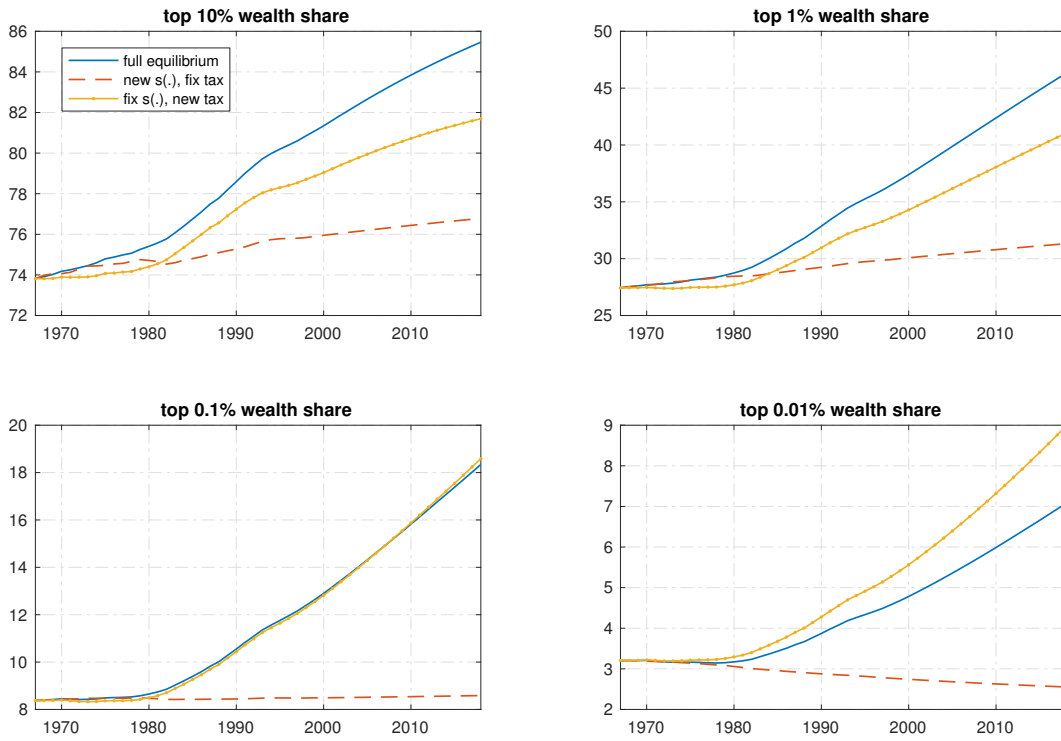 top 10% wealth share
86
84
82
80
78
76
74
72
full equilibrium
new s(.), fix tax
fix s(.), new tax
1970 1980 1990 2000 2010
top 1% wealth share
50
45
40
35
30
25
1970 1980 1990 2000 2010
top 0.1% wealth share
20
18
16
14
12
10
8
1970 1980 1990 2000 2010
top 0.01% wealth share
9
8
7
6
5
4
3
2
1970 1980 1990 2000 2010